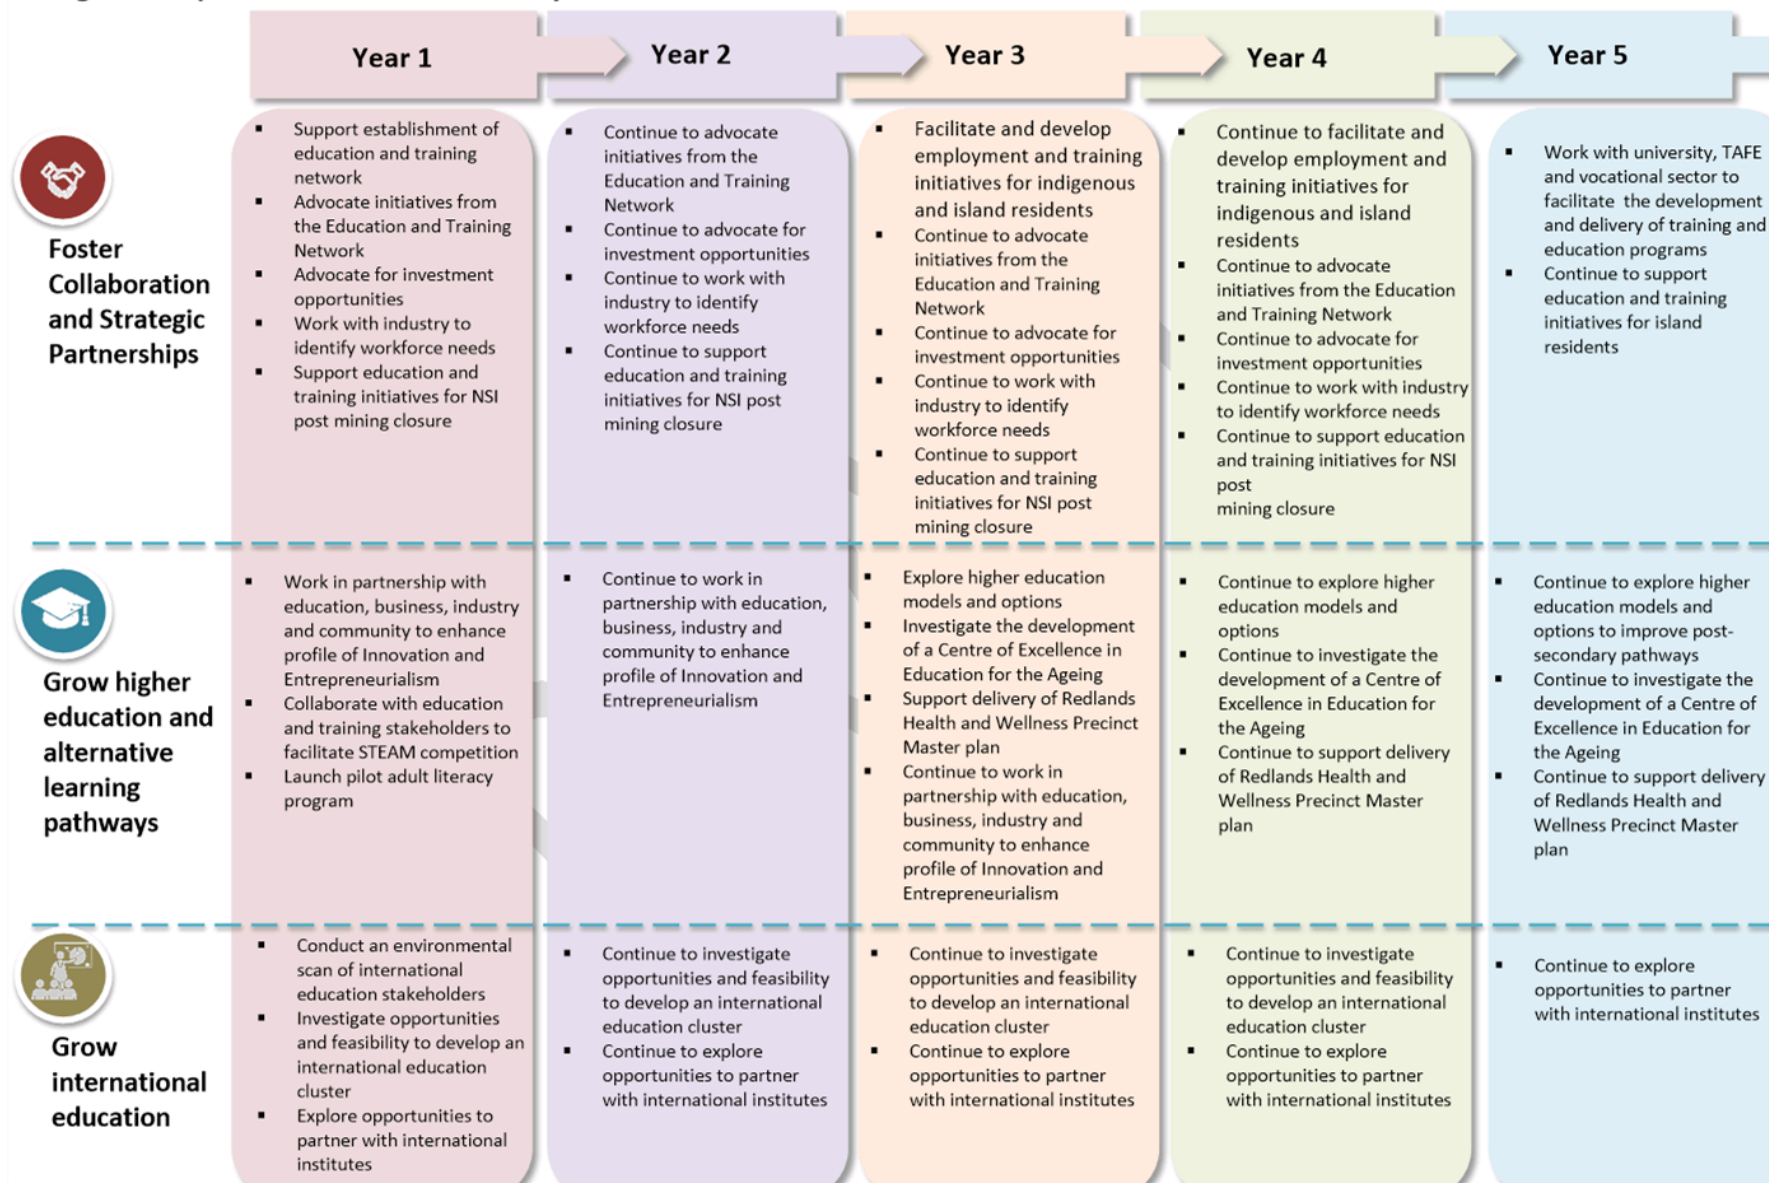 Year 1
Year 2
Year 3
Year 4
Year 5
Foster
Collaboration
and Strategic
Partnerships
▪ Support establishment of
education and training
network
▪ Advocate initiatives from
the Education and Training
Network
▪ Advocate for investment
opportunities
▪ Work with industry to
identify workforce needs
▪ Support education and
training initiatives for NSI
post mining closure
▪ Continue to advocate
initiatives from the
Education and Training
Network
▪ Continue to advocate for
investment opportunities
▪ Continue to work with
industry to identify
workforce needs
▪ Continue to support
education and training
initiatives for NSI post
mining closure
▪ Facilitate and develop
employment and training
initiatives for indigenous
and island residents
▪ Continue to advocate
initiatives from the
Education and Training
Network
▪ Continue to advocate for
investment opportunities
▪ Continue to work with
industry to identify
workforce needs
▪ Continue to support
education and training
initiatives for NSI post
mining closure
▪ Continue to facilitate and
develop employment and
training initiatives for
indigenous and island
residents
▪ Continue to advocate
initiatives from the Education
and Training Network
▪ Continue to advocate for
investment opportunities
▪ Continue to work with industry
to identify workforce needs
▪ Continue to support education
and training initiatives for NSI
post
mining closure
▪ Work with university, TAFE
and vocational sector to
facilitate the development
and delivery of training and
education programs
▪ Continue to support
education and training
initiatives for island
residents
Grow higher
education and
alternative
learning
pathways
▪ Work in partnership with
education, business, industry
and community to enhance
profile of Innovation and
Entrepreneurialism
▪ Collaborate with education
and training stakeholders to
facilitate STEAM competition
▪ Launch pilot adult literacy
program
▪ Continue to work in
partnership with education,
business, industry and
community to enhance
profile of Innovation and
Entrepreneurialism
▪ Explore higher education
models and options
▪ Investigate the development
of a Centre of Excellence in
Education for the Ageing
▪ Support delivery of Redlands
Health and Wellness Precinct
Master plan
▪ Continue to work in
partnership with education,
business, industry and
community to enhance
profile of Innovation and
Entrepreneurialism
▪ Continue to explore higher
education models and
options
▪ Continue to investigate the
development of a Centre of
Excellence in Education for
the Ageing
▪ Continue to support delivery
of Redlands Health and
Wellness Precinct Master
plan
▪ Continue to explore higher
education models and
options to improve post-
secondary pathways
▪ Continue to investigate the
development of a Centre of
Excellence in Education for
the Ageing
▪ Continue to support delivery
of Redlands Health and
Wellness Precinct Master
plan
Grow
international
education
▪ Conduct an environmental
scan of international
education stakeholders
▪ Investigate opportunities
and feasibility to develop an
international education
cluster
▪ Explore opportunities to
partner with international
institutes
▪ Continue to investigate
opportunities and feasibility
to develop an international
education cluster
▪ Continue to explore
opportunities to partner
with international institutes
▪ Continue to investigate
opportunities and feasibility
to develop an international
education cluster
▪ Continue to explore
opportunities to partner
with international institutes
▪ Continue to investigate
opportunities and feasibility
to develop an international
education cluster
▪ Continue to explore
opportunities to partner
with international institutes
▪ Continue to explore
opportunities to partner
with international institutes